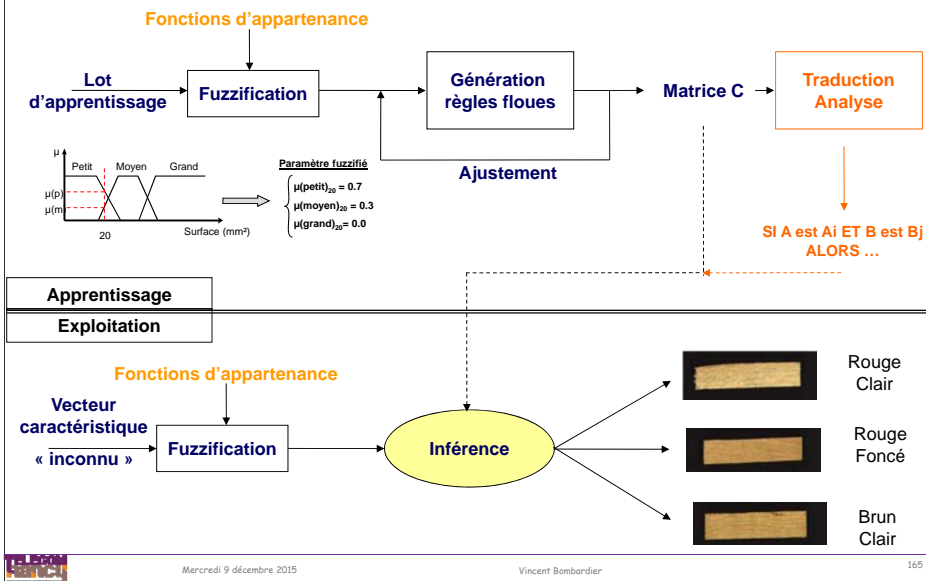 Fonctions d'appartenance
Lot
d'apprentissage
Fuzzification
Génération
règles floues
Matrice C
Traduction
Analyse
Ajustement
µ
Petit
Moyen
Grand
µ(p)
µ(m)
20
Surface (mm²)
Paramètre fuzzifié
µ(petit)20 = 0.7
µ(moyen)20 = 0.3
µ(grand)20= 0.0
SI A est Ai ET B est Bj
ALORS …
Apprentissage
Exploitation
Fonctions d'appartenance
Vecteur
caractéristique
« inconnu »
Fuzzification
Inférence
Rouge
Clair
Rouge
Foncé
Brun
Clair
TELECOM
Nancy
Mercredi 9 décembre 2015
Vincent Bombardier
165